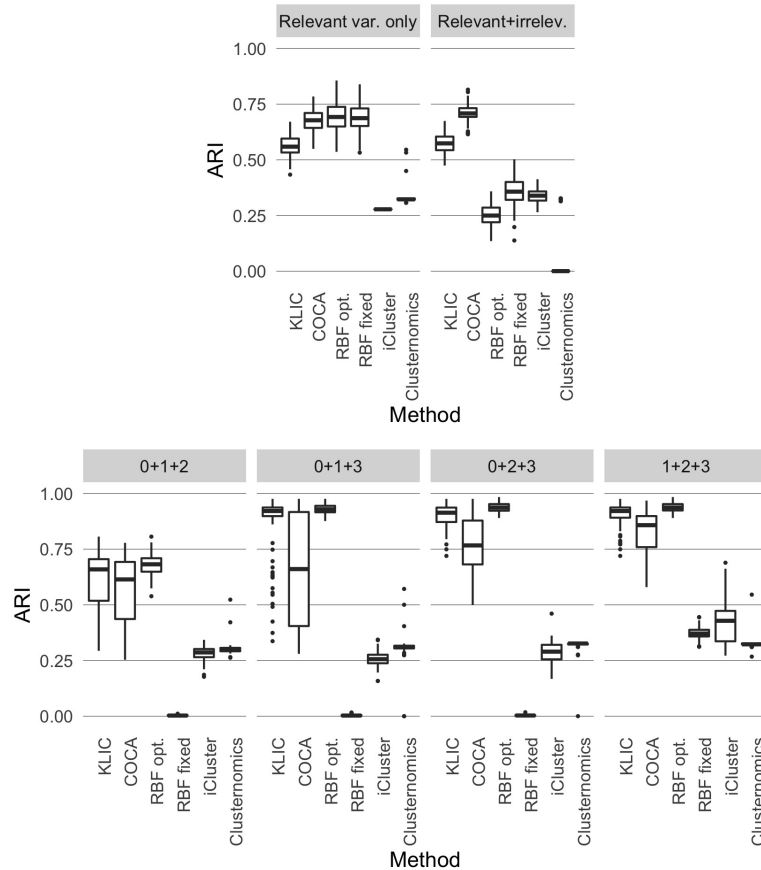 Relevant var. only
Relevant+irrelev.
1.00
0.75
0.50
0.25
0.00
ARI
KLIC
COCA
RBF opt.
RBF fixed
iCluster
Clusternomics
KLIC
COCA
RBF opt.
RBF fixed
iCluster
Clusternomics
Method
0+1+2
0+1+3
0+2+3
1+2+3
1.00
0.75
0.50
0.25
0.00
ARI
KLIC
COCA
RBF opt.
RBF fixed
iCluster
Clusternomics
KLIC
COCA
RBF opt.
RBF fixed
iCluster
Clusternomics
KLIC
COCA
RBF opt.
RBF fixed
iCluster
Clusternomics
KLIC
COCA
RBF opt.
RBF fixed
iCluster
Clusternomics
Method